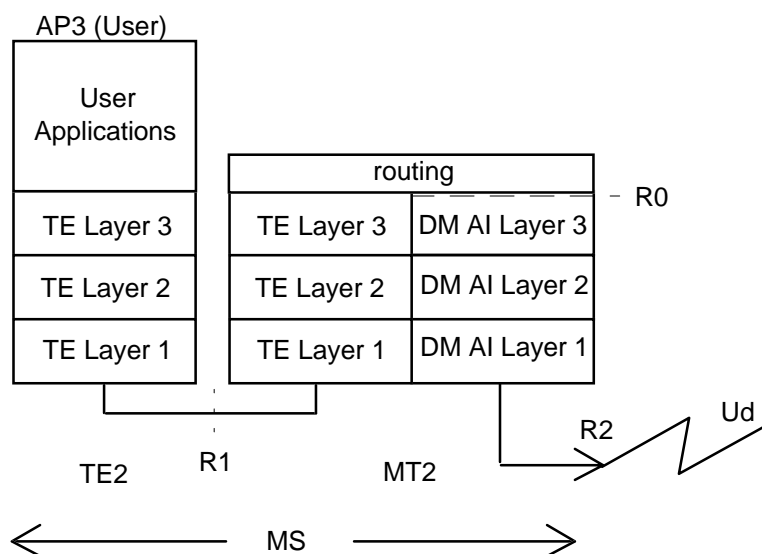 AP3 (User)
User
Applications
routing
R0
TE Layer 3
TE Layer 3
DM AI Layer 3
TE Layer 2
TE Layer 2
DM AI Layer 2
TE Layer 1
TE Layer 1
DM AI Layer 1
R2
Ud
R1
TE2
MT2
MS